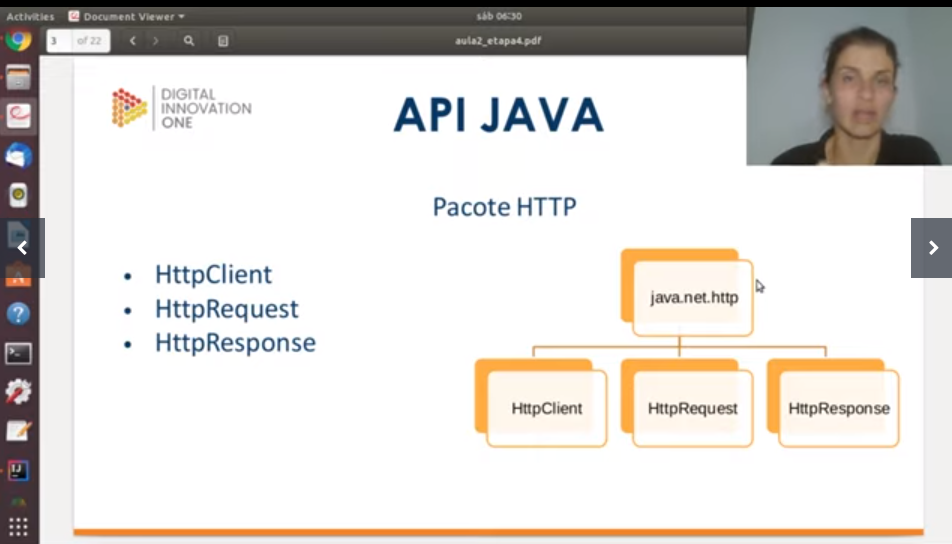 Activities
Document Viewer
sáb 06:30
3
of 22
aula2_etapa4.pdf
DIGITAL
INNOVATION
ONE
API JAVA
Pacote HTTP
• HttpClient
• HttpRequest
• HttpResponse
java.net.http
HttpClient
HttpRequest
HttpResponse